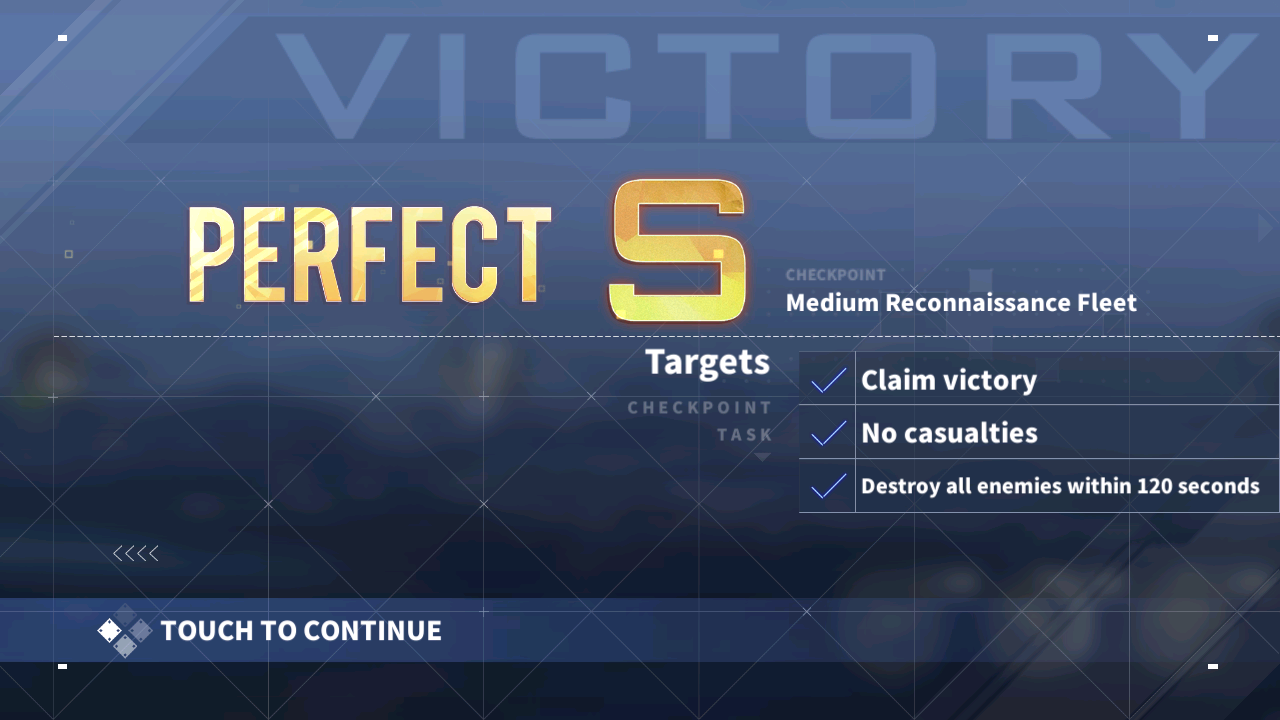 VICTORY
PERFECT S
CHECKPOINT
Medium Reconnaissance Fleet
Targets
CHECKPOINT
TASK
Claim victory
No casualties
Destroy all enemies within 120 seconds
TOUCH TO CONTINUE